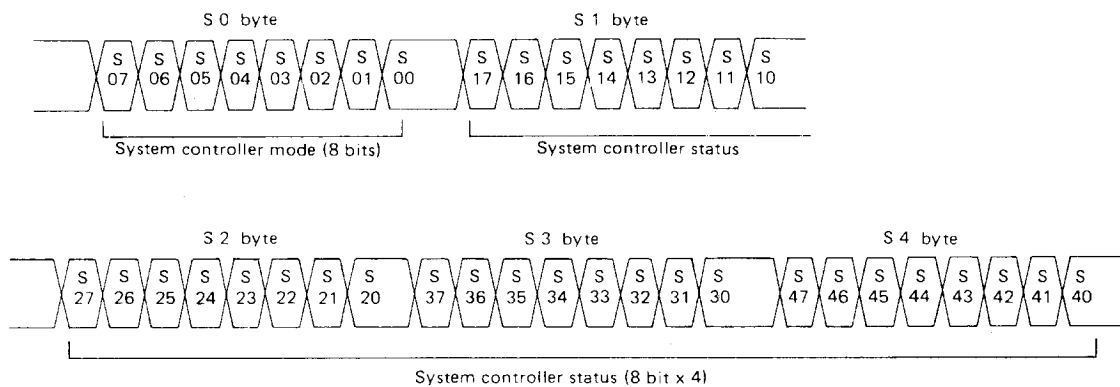 S 0 byte S 1 byte
S S S S S S S S S S S S S S S S
07 06 05 04 03 02 01 00 17 16 15 14 13 12 11 10
System controller mode (8 bits) System controller status
S 2 byte S 3 byte S 4 byte
S S S S S S S S S S S S S S S S S S S S S S S S
27 26 25 24 23 22 21 20 37 36 35 34 33 32 31 30 47 46 45 44 43 42 41 40
System controller status (8 bit x 4)